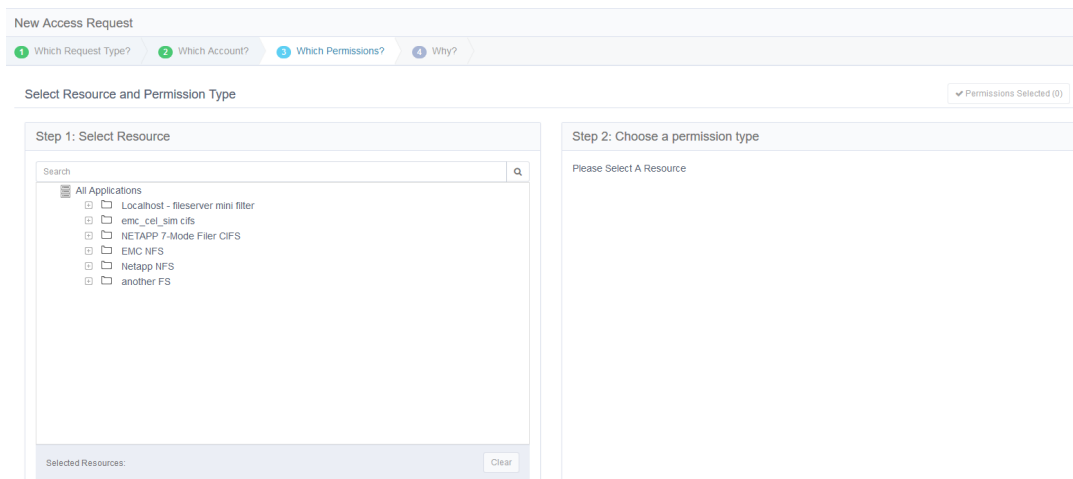 New Access Request
1 Which Request Type? 2 Which Account? 3 Which Permissions? 4 Why?
Select Resource and Permission Type
✔ Permissions Selected (0)
Step 1: Select Resource
Search
All Applications
Localhost - fileserver mini filter
emc_cel_sim cifs
NETAPP 7-Mode Filer CIFS
EMC NFS
Netapp NFS
another FS
Selected Resources:
Clear
Step 2: Choose a permission type
Please Select A Resource